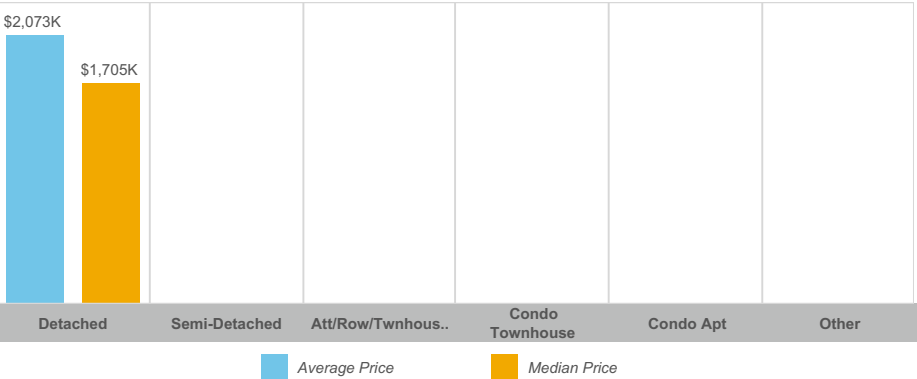 $2,073K
$1,705K
Detached
Semi-Detached
Att/Row/Twnhous..
Condo
Townhouse
Condo Apt
Other
Average Price
Median Price